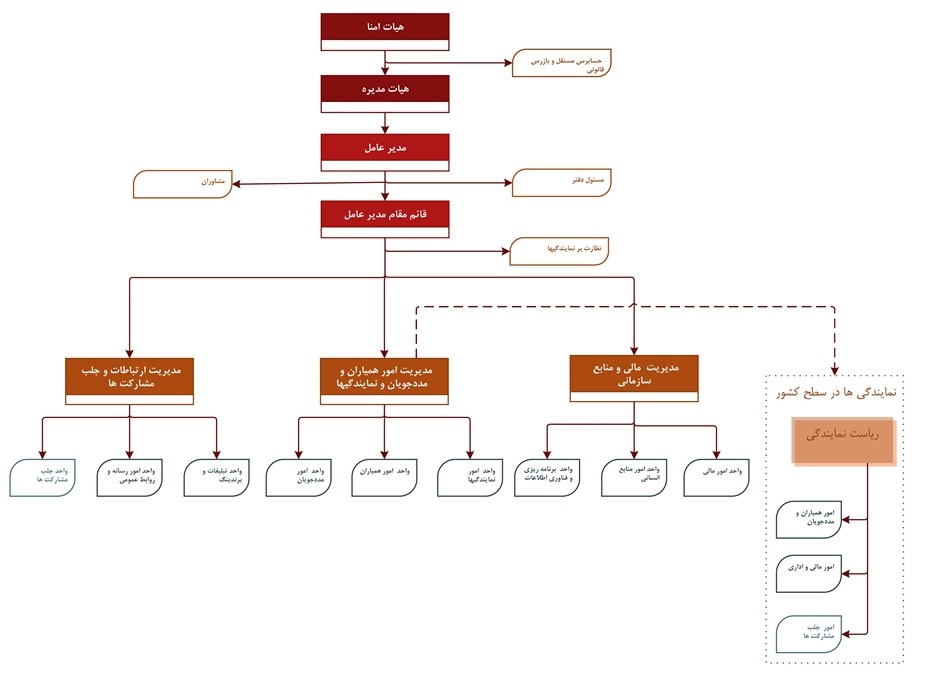 هیات امنا
حسابرس مستقل و بازرس
قانونی
هیات مدیره
مدیر عامل
مسئول دفتر
مشاوران
قائم مقام مدیر عامل
نظارت بر نمایندگیها
مدیریت مالی و منابع
سازمانی
مدیریت امور همیاران و
مددجویان و نمایندگیها
مدیریت ارتباطات و جلب
مشارکت ها
واحد امور مالی
واحد امور منابع
انسانی
واحد برنامه ریزی
و فناوری اطلاعات
واحد امور
نمایندگیها
واحد امور همیاران
واحد امور
مددجویان
واحد تبلیغات و
برندینگ
واحد امور رسانه و
روابط عمومی
واحد جلب
مشارکت ها
نمایندگی ها در سطح کشور
ریاست نمایندگی
امور همیاران و
مددجویان
امور مالی و اداری
امور جلب
مشارکت ها